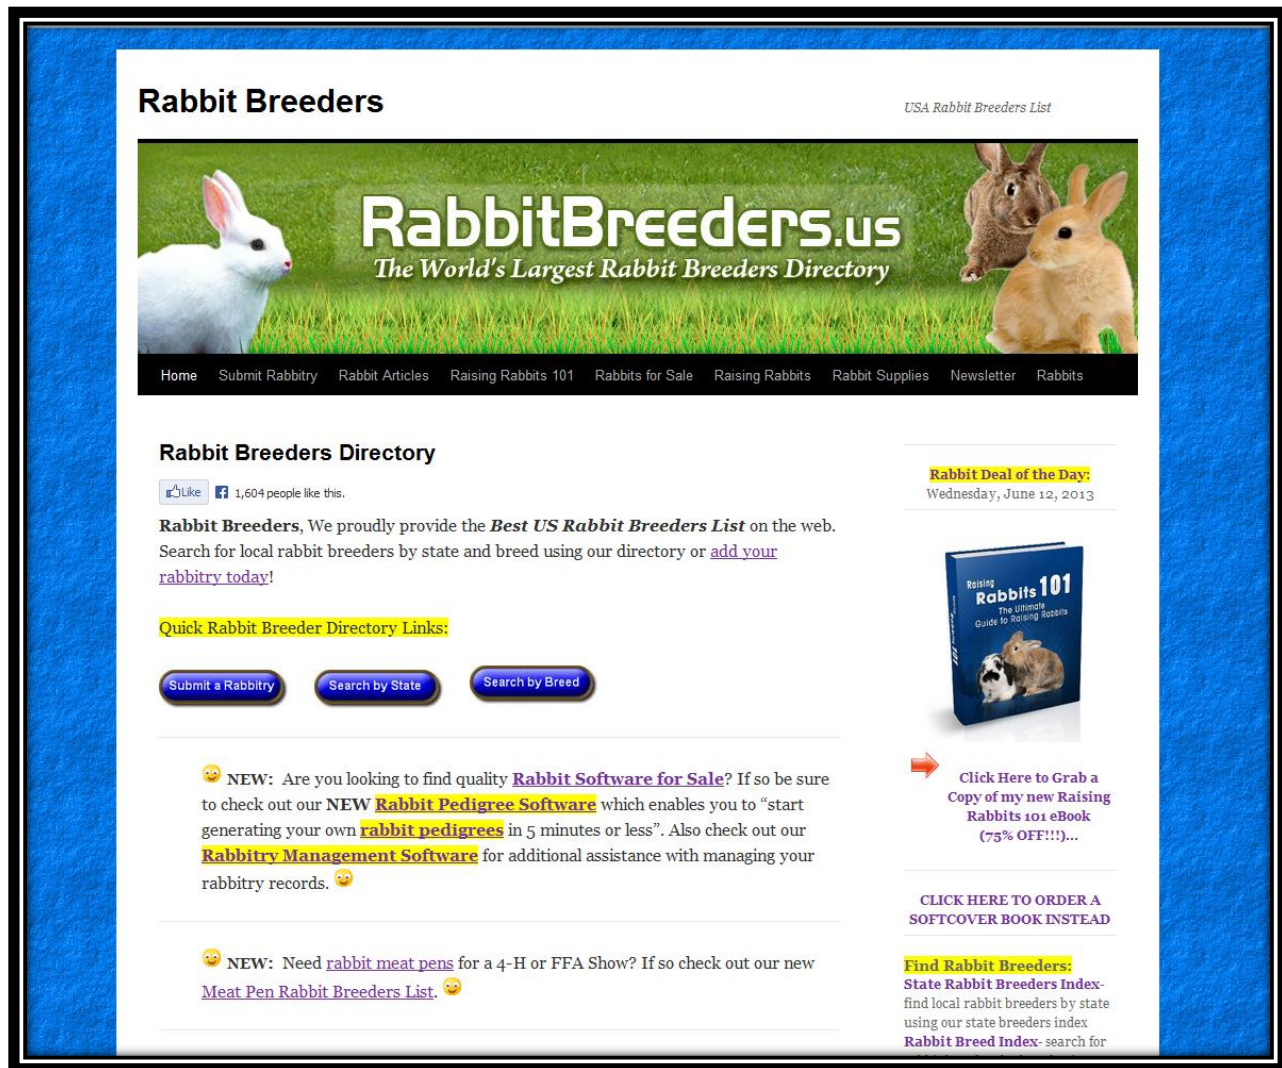 Rabbit Breeders
USA Rabbit Breeders List
RabbitBreeders.us
The World's Largest Rabbit Breeders Directory
Home Submit Rabbitry Rabbit Articles Raising Rabbits 101 Rabbits for Sale Raising Rabbits Rabbit Supplies Newsletter Rabbits
Rabbit Breeders Directory
Like 1,604 people like this.
Rabbit Breeders, We proudly provide the Best US Rabbit Breeders List on the web.
Search for local rabbit breeders by state and breed using our directory or add your
rabbitry today!
Quick Rabbit Breeder Directory Links:
Submit a Rabbitry Search by State Search by Breed
NEW: Are you looking to find quality Rabbit Software for Sale? If so be sure
to check out our NEW Rabbit Pedigree Software which enables you to “start
generating your own rabbit pedigrees in 5 minutes or less”. Also check out our
Rabbitry Management Software for additional assistance with managing your
rabbitry records.
NEW: Need rabbit meat pens for a 4-H or FFA Show? If so check out our new
Meat Pen Rabbit Breeders List.
Rabbit Deal of the Day:
Wednesday, June 12, 2013
Raising
Rabbits 101
The Ultimate
Guide to Raising Rabbits
Click Here to Grab a
Copy of my new Raising
Rabbits 101 eBook
(75% OFF!!!)...
CLICK HERE TO ORDER A
SOFTCOVER BOOK INSTEAD
Find Rabbit Breeders:
State Rabbit Breeders Index-
find local rabbit breeders by state
using our state breeders index
Rabbit Breed Index- search for